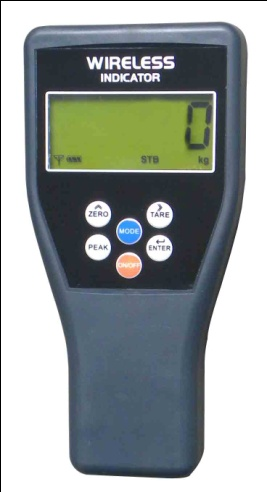 WIRELESS
INDICATOR
0
STB kg
ZERO TARE
MODE
PEAK ENTER
ON/OFF